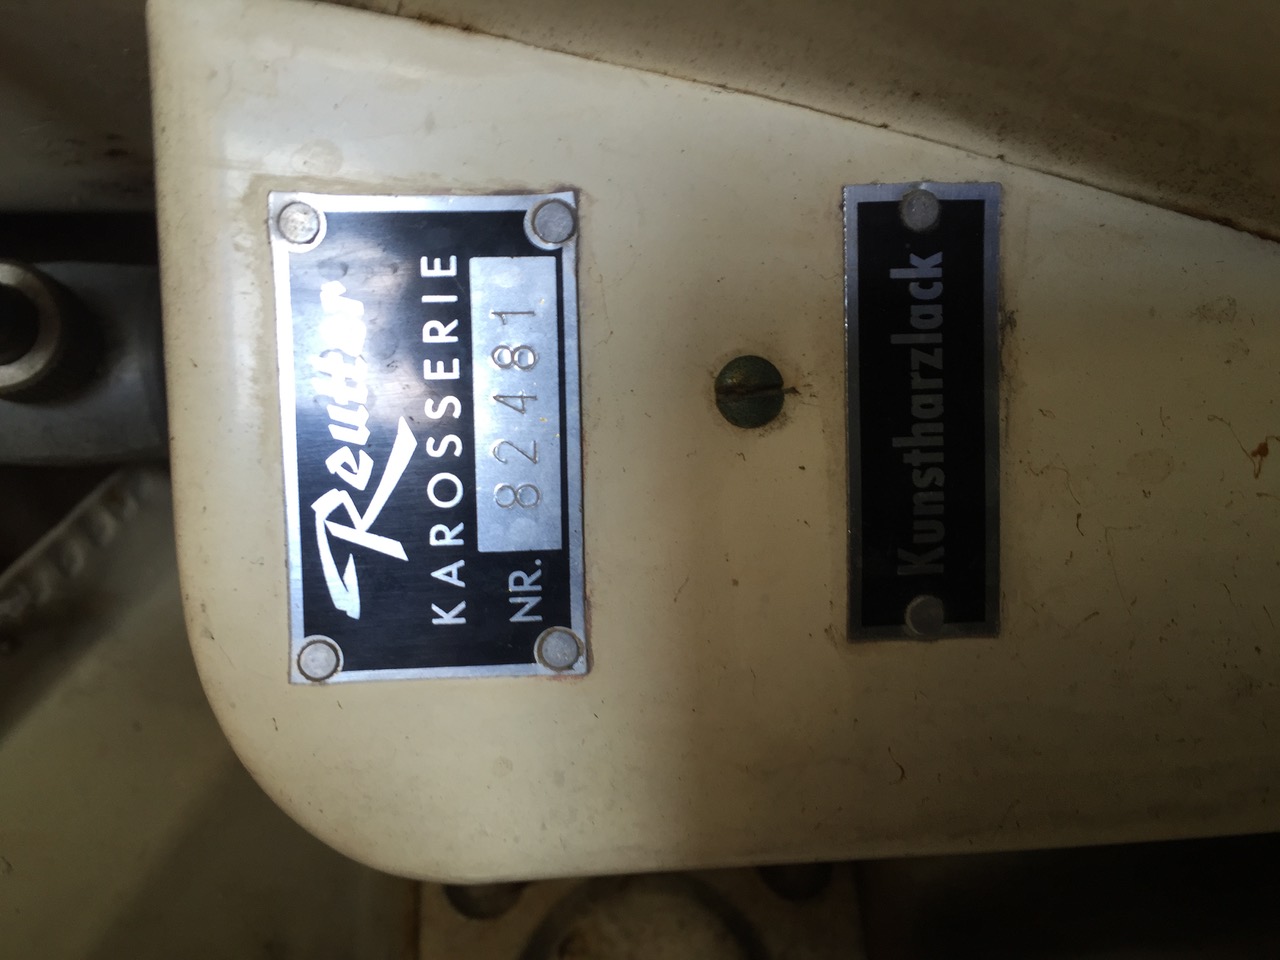 Reutter
KAROSSERIE
NR. 82481
Kunstharzlack